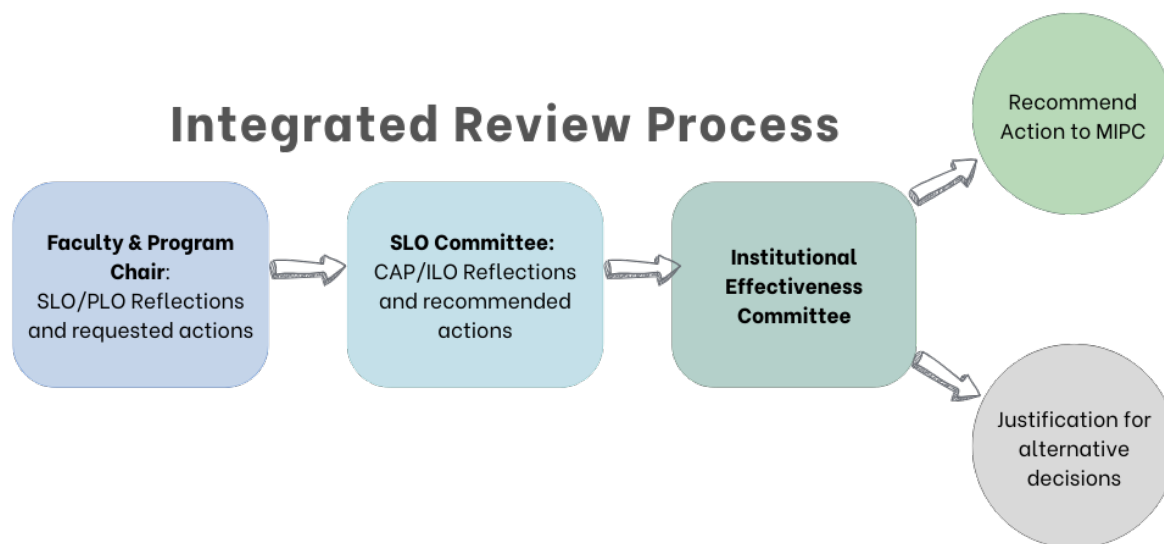 Integrated Review Process
Faculty & Program
Chair:
SLO/PLO Reflections
and requested actions
SLO Committee:
CAP/ILO Reflections
and recommended
actions
Institutional
Effectiveness
Committee
Recommend
Action to MIPC
Justification for
alternative
decisions